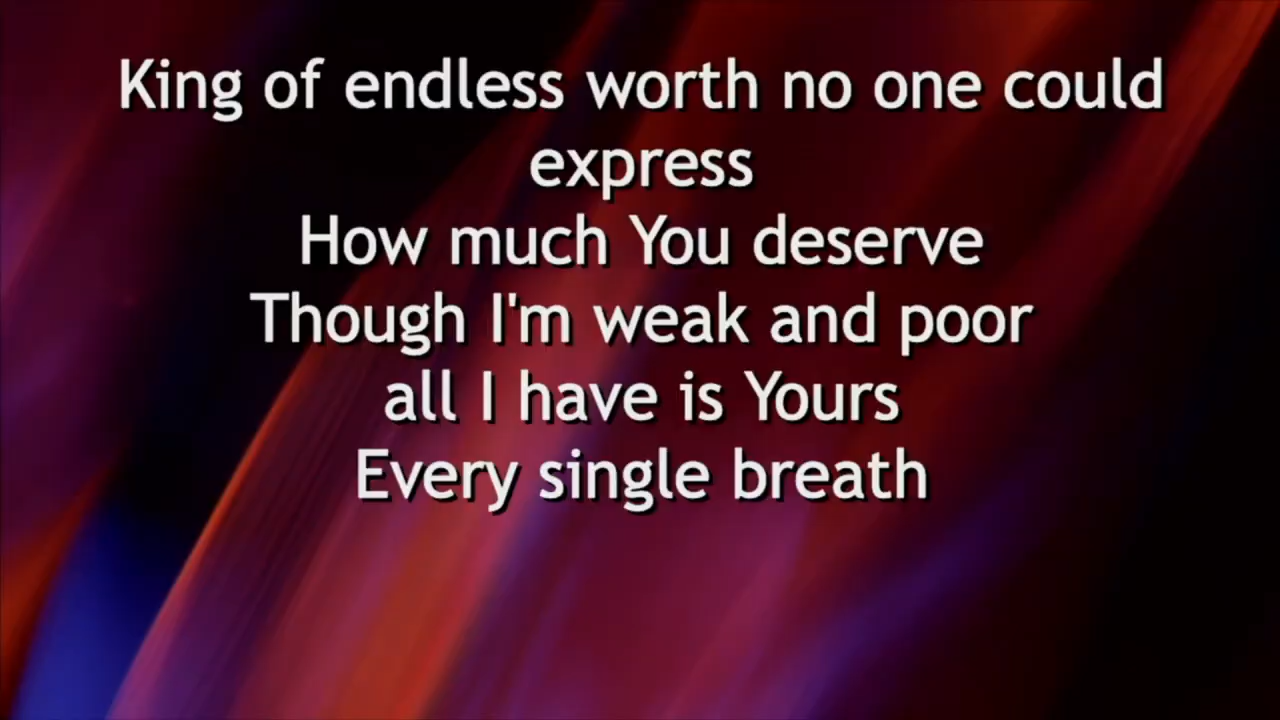 King of endless worth no one could
express
How much You deserve
Though I'm weak and poor
all I have is Yours
Every single breath